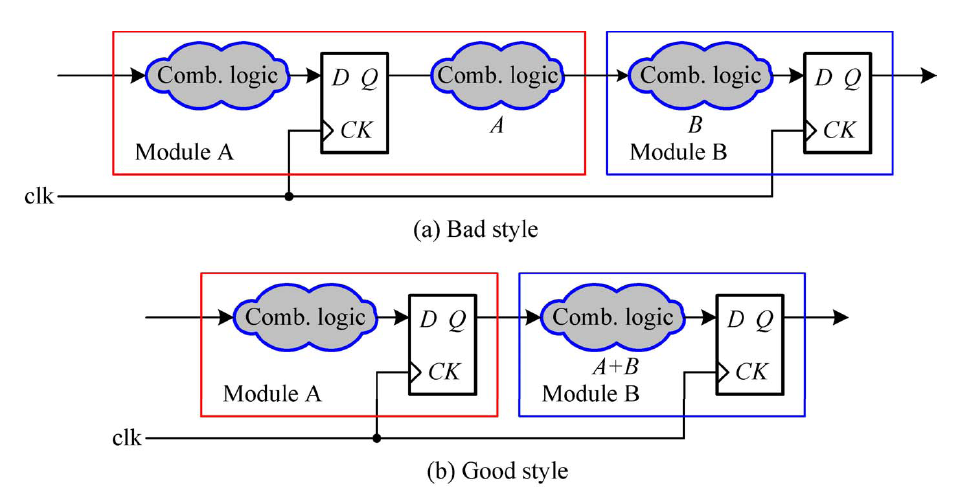 Comb. logic
D Q
CK
Comb. logic
A
Module A
Comb. logic
B
Module B
D Q
CK
clk
(a) Bad style
Comb. logic
D Q
CK
Module A
Comb. logic
A+B
Module B
D Q
CK
clk
(b) Good style